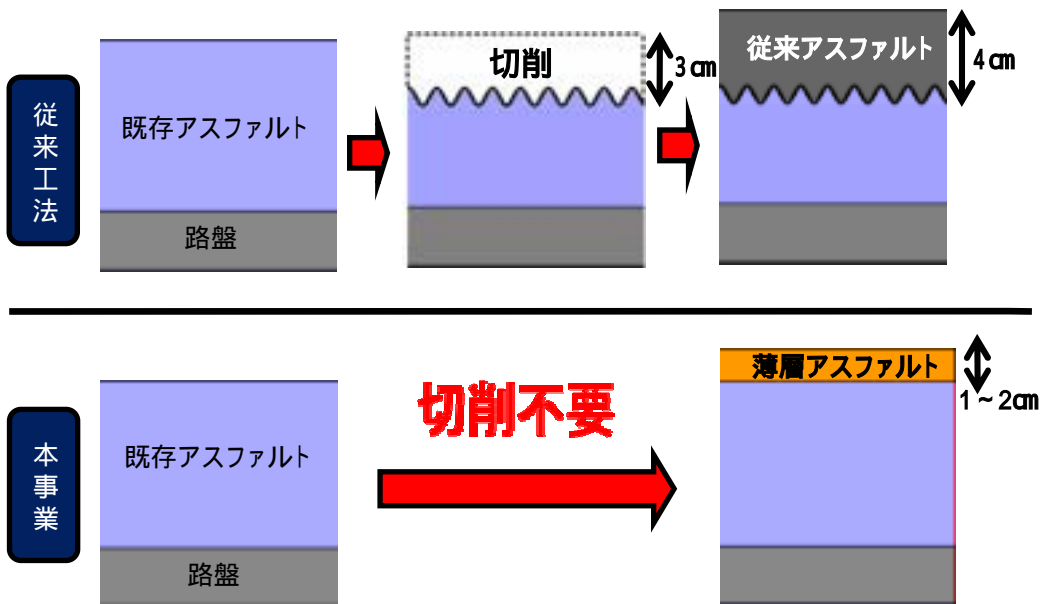 従来工法
既存アスファルト
路盤
切削
3cm
従来アスファルト
4cm
本事業
既存アスファルト
路盤
切削不要
薄層アスファルト
1~2cm